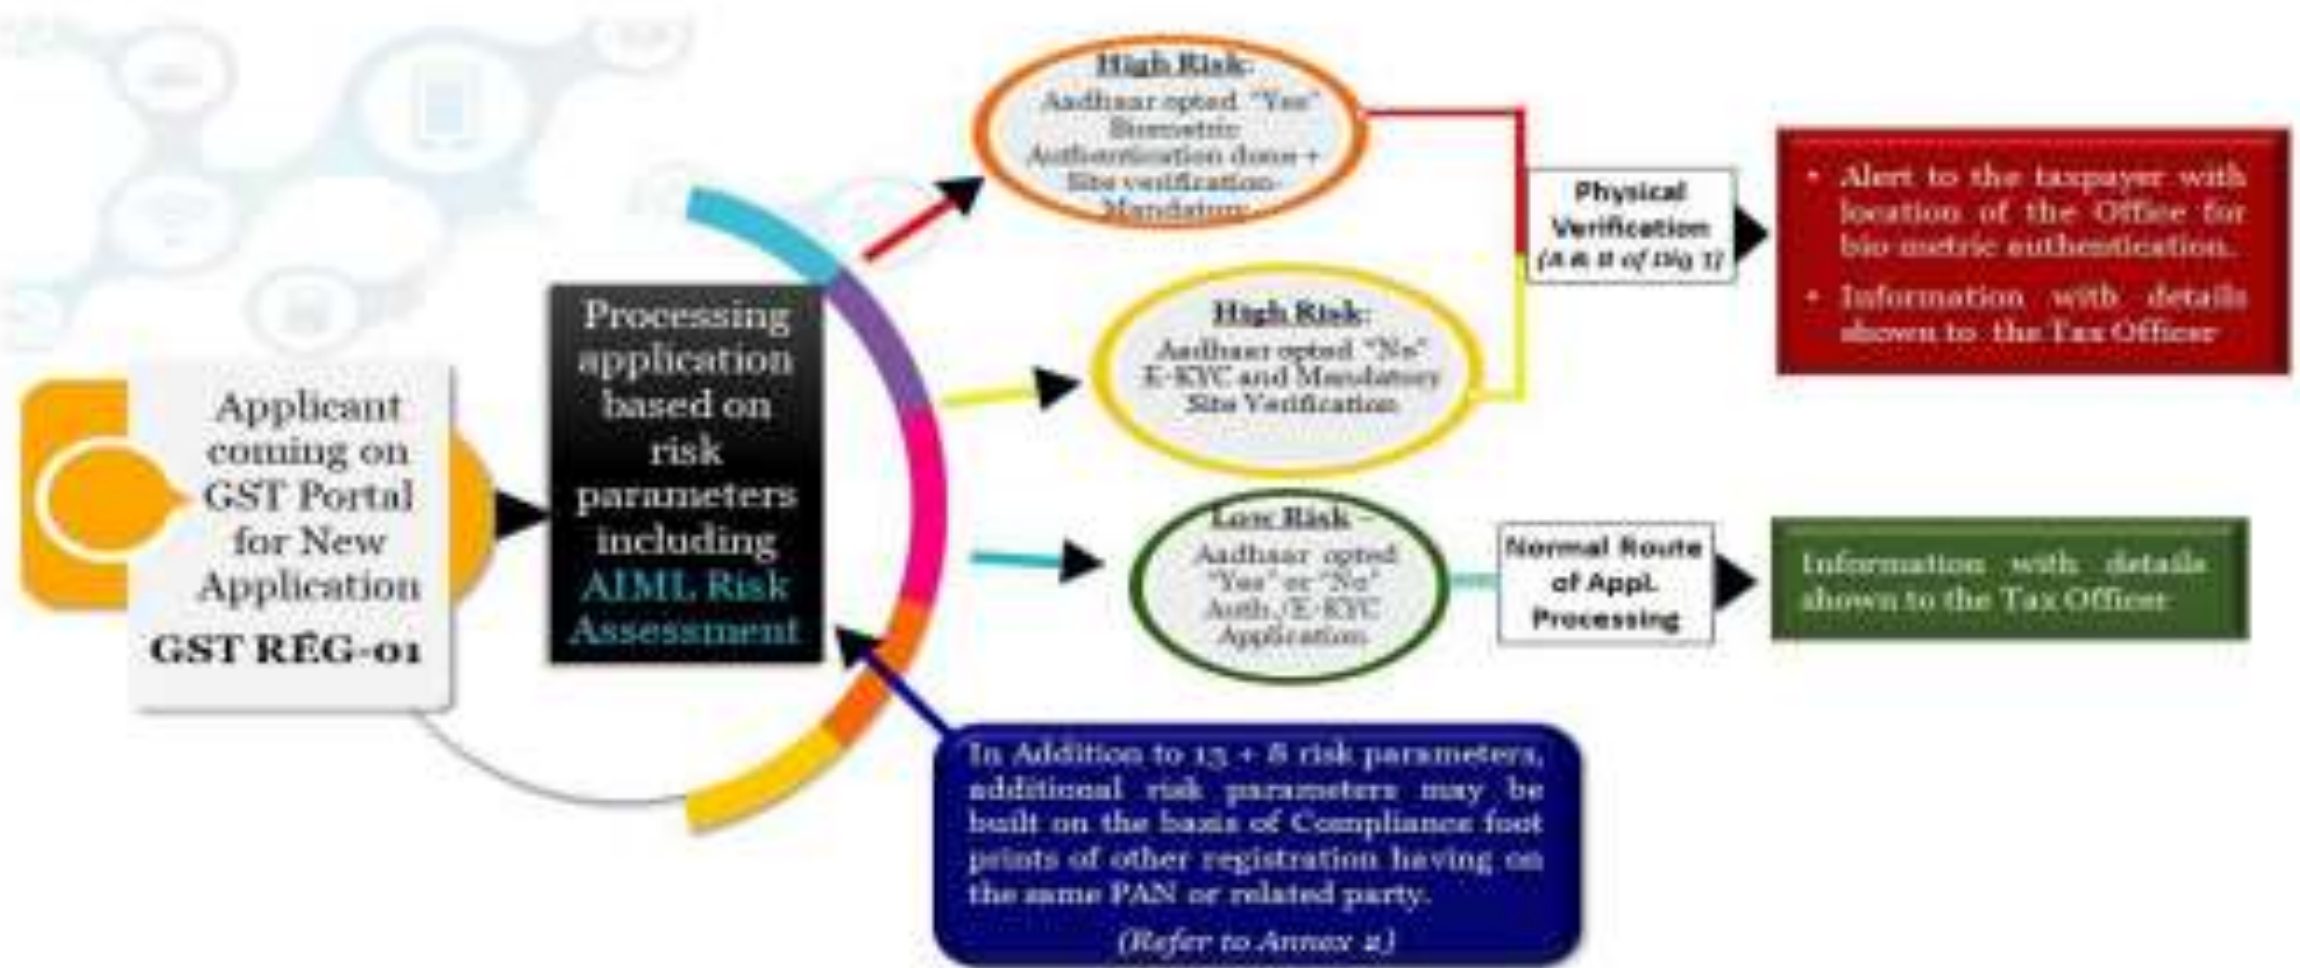 Applicant
coming on
GST Portal
for New
Application
GST REG-01
Processing
application
based on
risk
parameters
including
AIML Risk
Assessment
High Risk:
Aadhaar opted "Yes"
Biometric
Authentication done +
Site verification-
Mandatory
High Risk:
Aadhaar opted "No"
E-KYC and Mandatory
Site Verification
Low Risk –
Aadhaar opted
"Yes" or "No"
Auth./E-KYC
Application
Physical
Verification
(A & B of Dig 1)
Normal Route
of Appl.
Processing
• Alert to the taxpayer with
location of the Office for
bio metric authentication.
• Information with details
shown to the Tax Officer
Information with details
shown to the Tax Officer
In Addition to 13 + 8 risk parameters,
additional risk parameters may be
built on the basis of Compliance foot
prints of other registration having on
the same PAN or related party.
(Refer to Annex 2)